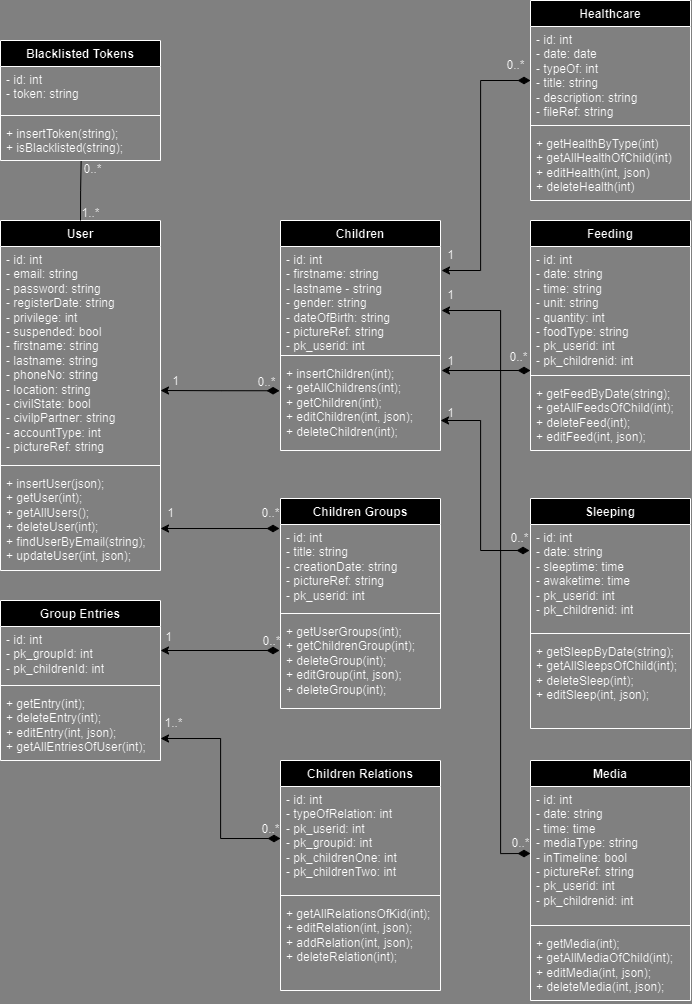 Blacklisted Tokens
- id: int
- token: string
+ insertToken(string);
+ isBlacklisted(string);
0..*
1..*
User
- id: int
- email: string
- password: string
- registerDate: string
- privilege: int
- suspended: bool
- firstname: string
- lastname: string
- phoneNo: string
- location: string
- civilState: bool
- civilpPartner: string
- accountType: int
- pictureRef: string
+ insertUser(json);
+ getUser(int);
+ getAllUsers();
+ deleteUser(int);
+ findUserByEmail(string);
+ updateUser(int, json);
1
0..*
1
0..*
Group Entries
- id: int
- pk_groupId: int
- pk_childrenId: int
+ getEntry(int);
+ deleteEntry(int);
+ editEntry(int, json);
+ getAllEntriesOfUser(int);
1
0..*
1..*
0..*
Children
- id: int
- firstname: string
- lastname - string
- gender: string
- dateOfBirth: string
- pictureRef: string
- pk_userid: int
+ insertChildren(int);
+ getAllChildrens(int);
+ getChildren(int);
+ editChildren(int, json);
+ deleteChildren(int);
Children Groups
- id: int
- title: string
- creationDate: string
- pictureRef: string
- pk_userid: int
+ getUserGroups(int);
+ getChildrenGroup(int);
+ deleteGroup(int);
+ editGroup(int, json);
+ deleteGroup(int);
Children Relations
- id: int
- typeOfRelation: int
- pk_userid: int
- pk_groupid: int
- pk_childrenOne: int
- pk_childrenTwo: int
+ getAllRelationsOfKid(int);
+ editRelation(int, json);
+ addRelation(int, json);
+ deleteRelation(int);
0..*
1
1
1
0..*
1
0..*
0..*
Healthcare
- id: int
- date: date
- typeOf: int
- title: string
- description: string
- fileRef: string
+ getHealthByType(int)
+ getAllHealthOfChild(int)
+ editHealth(int, json)
+ deleteHealth(int)
Feeding
- id: int
- date: string
- time: string
- unit: string
- quantity: int
- foodType: string
- pk_userid: int
- pk_childrenid: int
+ getFeedByDate(string);
+ getAllFeedsOfChild(int);
+ deleteFeed(int);
+ editFeed(int, json);
Sleeping
- id: int
- date: string
- sleeptime: time
- awaketime: time
- pk_userid: int
- pk_childrenid: int
+ getSleepByDate(string);
+ getAllSleepsOfChild(int);
+ deleteSleep(int);
+ editSleep(int, json);
Media
- id: int
- date: string
- time: time
- mediaType: string
- inTimeline: bool
- pictureRef: string
- pk_userid: int
- pk_childrenid: int
+ getMedia(int);
+ getAllMediaOfChild(int);
+ editMedia(int, json);
+ deleteMedia(int, json);